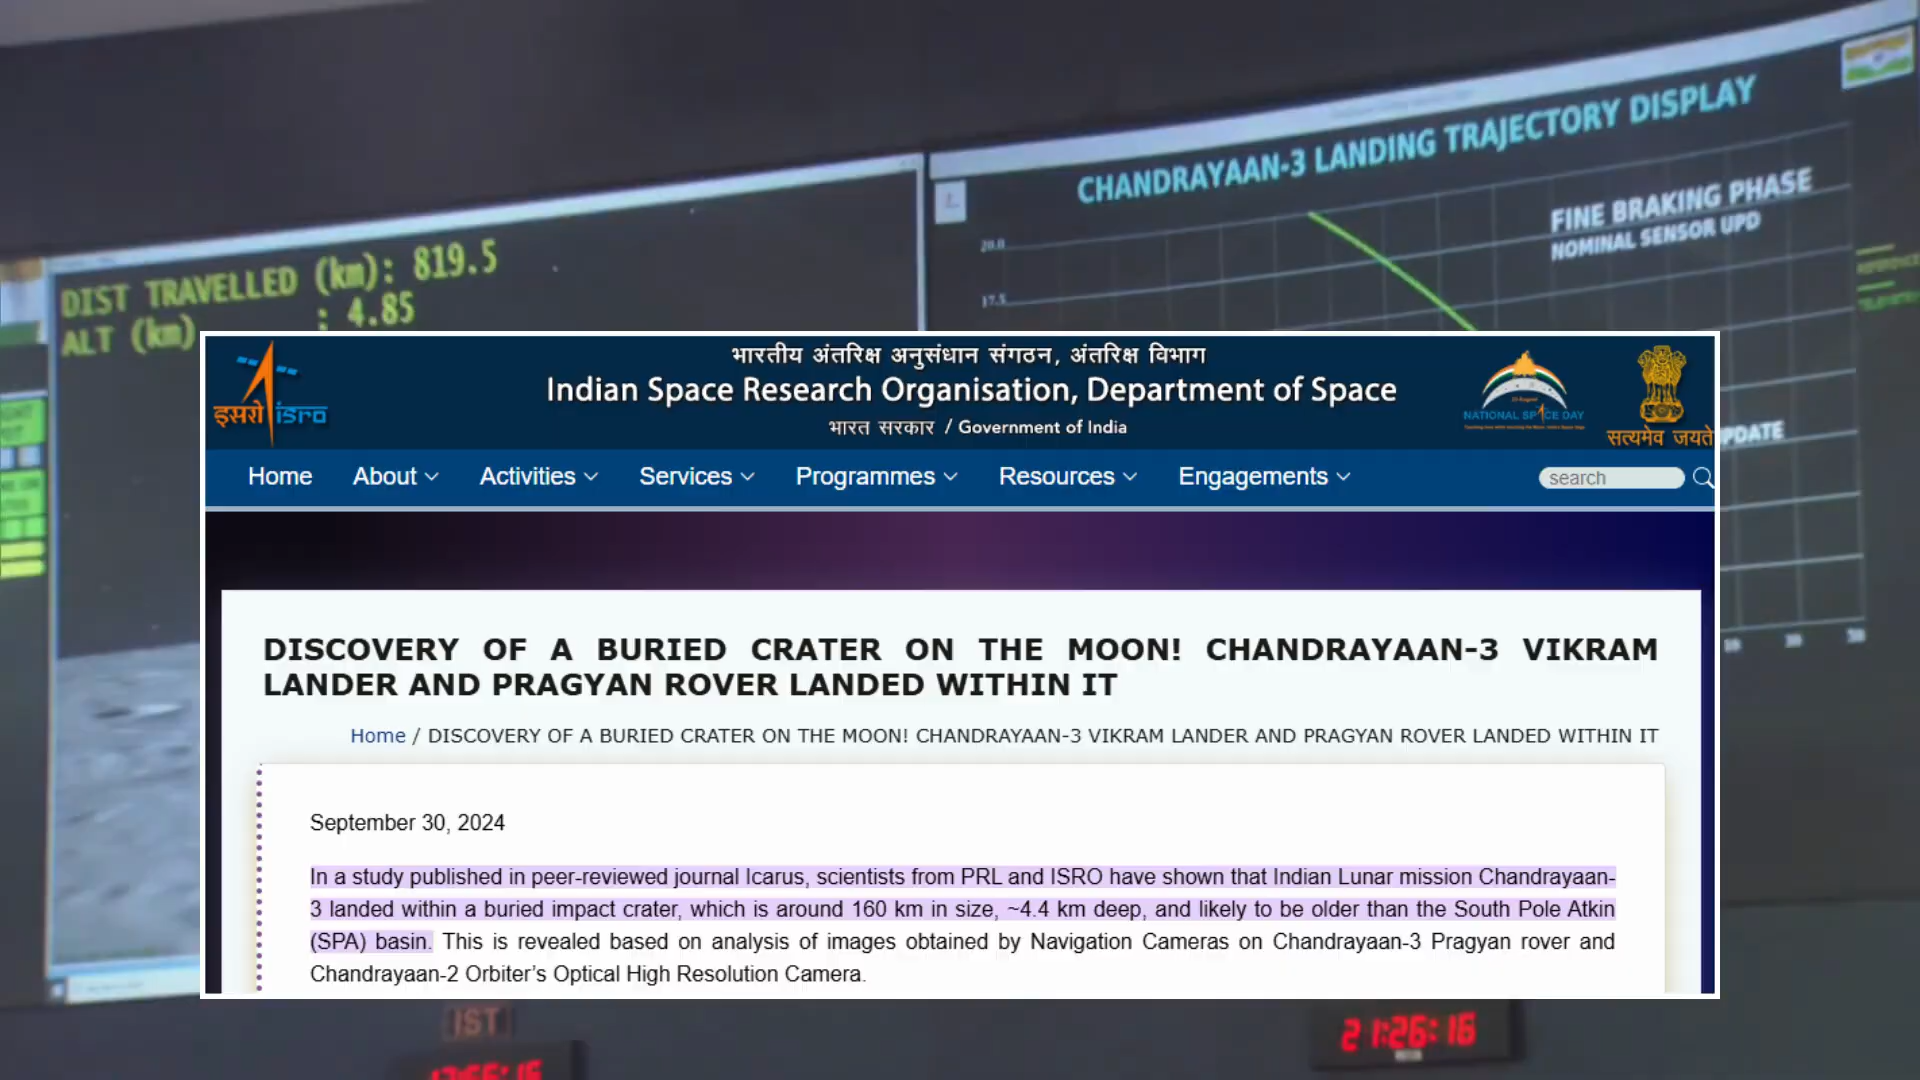 CHANDRAYAAN-3 LANDING TRAJECTORY DISPLAY
FINE BRAKING PHASE
NOMINAL SENSOR UPD
20.0
17.5
DIST TRAVELLED (km): 819.5
ALT (km) : 4.85
भारतीय अंतरिक्ष अनुसंधान संगठन, अंतरिक्ष विभाग
Indian Space Research Organisation, Department of Space
भारत सरकार / Government of India
इसरो isro
NATIONAL SPACE DAY
सत्यमेव जयते
PDATE
Home About Activities Services Programmes Resources Engagements search
DISCOVERY OF A BURIED CRATER ON THE MOON! CHANDRAYAAN-3 VIKRAM
LANDER AND PRAGYAN ROVER LANDED WITHIN IT
Home / DISCOVERY OF A BURIED CRATER ON THE MOON! CHANDRAYAAN-3 VIKRAM LANDER AND PRAGYAN ROVER LANDED WITHIN IT
September 30, 2024
In a study published in peer-reviewed journal Icarus, scientists from PRL and ISRO have shown that Indian Lunar mission Chandrayaan-
3 landed within a buried impact crater, which is around 160 km in size, ~4.4 km deep, and likely to be older than the South Pole Atkin
(SPA) basin. This is revealed based on analysis of images obtained by Navigation Cameras on Chandrayaan-3 Pragyan rover and
Chandrayaan-2 Orbiter’s Optical High Resolution Camera.
IST
21:26:16